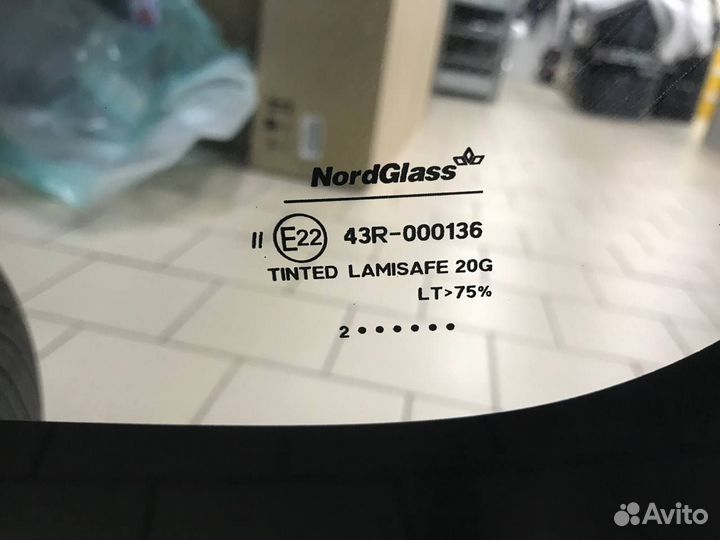 NordGlass
II E22 43R-000136
TINTED LAMISAFE 20G
LT>75%
2 • • • • • •
Avito